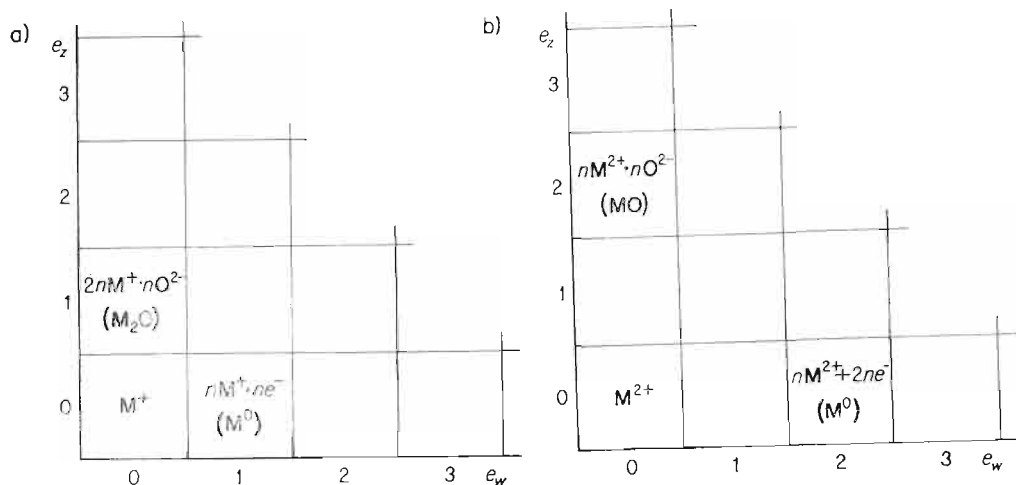 a)
e_z
3
2
1
0
2nM⁺·nO²⁻
(M₂O)
M⁺
nM⁺·ne⁻
(M⁰)
0 1 2 3 e_w
b)
e_z
3
2
1
0
nM²⁺·nO²⁻
(MO)
M²⁺
nM²⁺+2ne⁻
(M⁰)
0 1 2 3 e_w